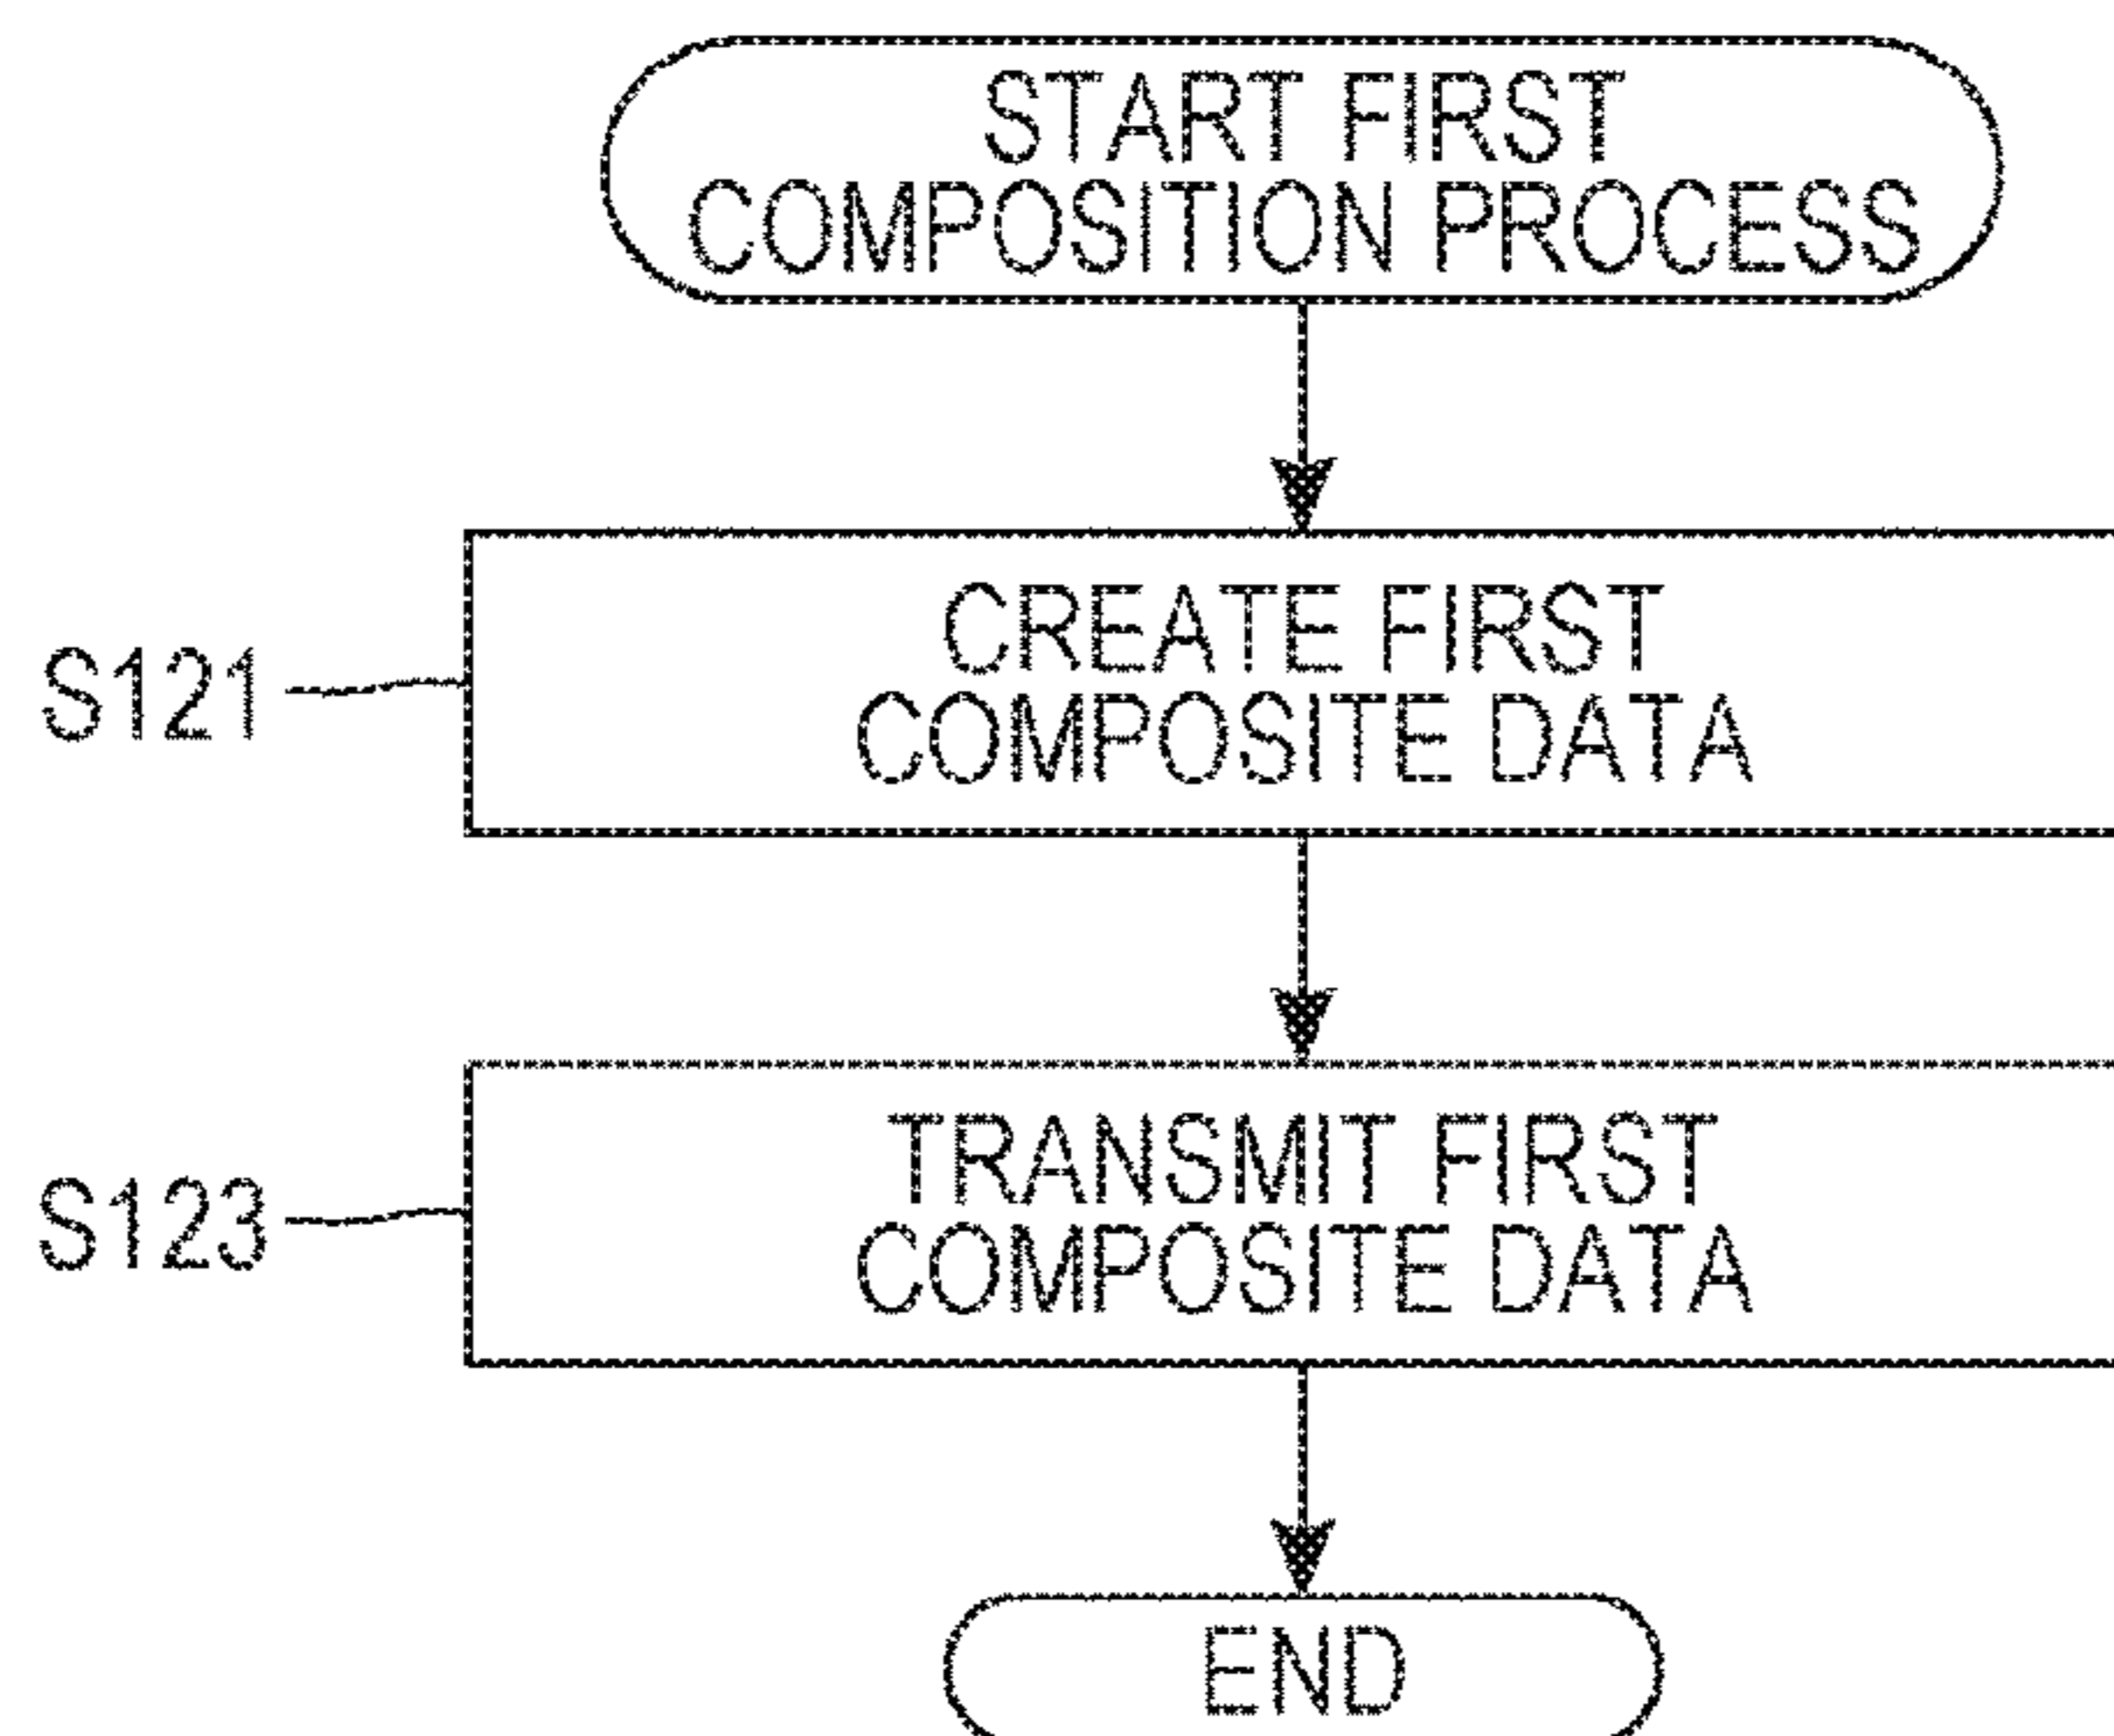 START FIRST
COMPOSITION PROCESS
S121
CREATE FIRST
COMPOSITE DATA
S123
TRANSMIT FIRST
COMPOSITE DATA
END